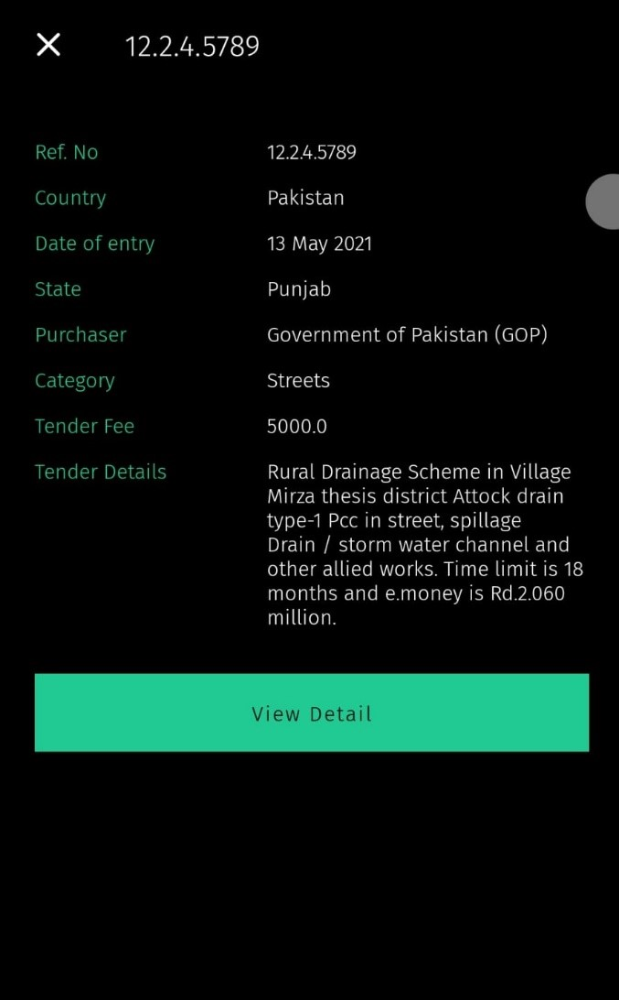 12.2.4.5789
Ref. No 12.2.4.5789
Country Pakistan
Date of entry 13 May 2021
State Punjab
Purchaser Government of Pakistan (GOP)
Category Streets
Tender Fee 5000.0
Tender Details Rural Drainage Scheme in Village
Mirza thesis district Attock drain
type-1 Pcc in street, spillage
Drain / storm water channel and
other allied works. Time limit is 18
months and e.money is Rd.2.060
million.
View Detail